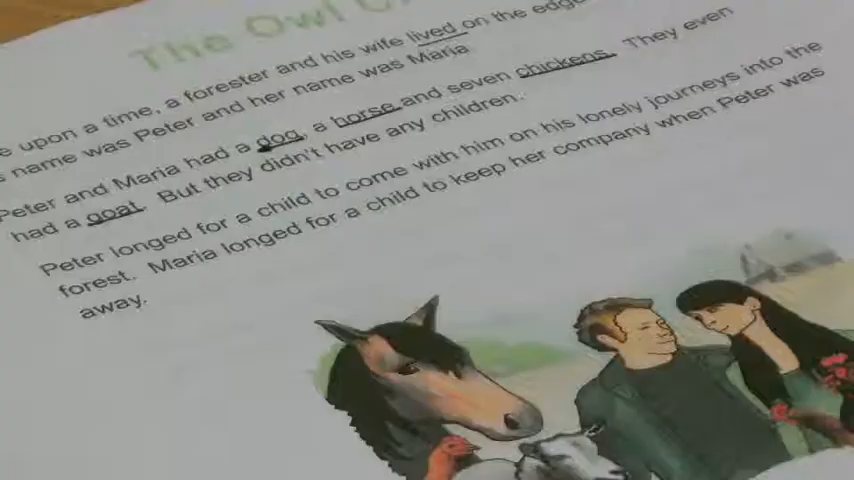 The Owl
upon a time, a forester and his wife lived on the edge
name was Peter and her name was Maria
Peter and Maria had a dog, a horse and seven chickens. They even
had a goat. But they didn't have any children.
Peter longed for a child to come with him on his lonely journeys into the
forest. Maria longed for a child to keep her company when Peter was
away.